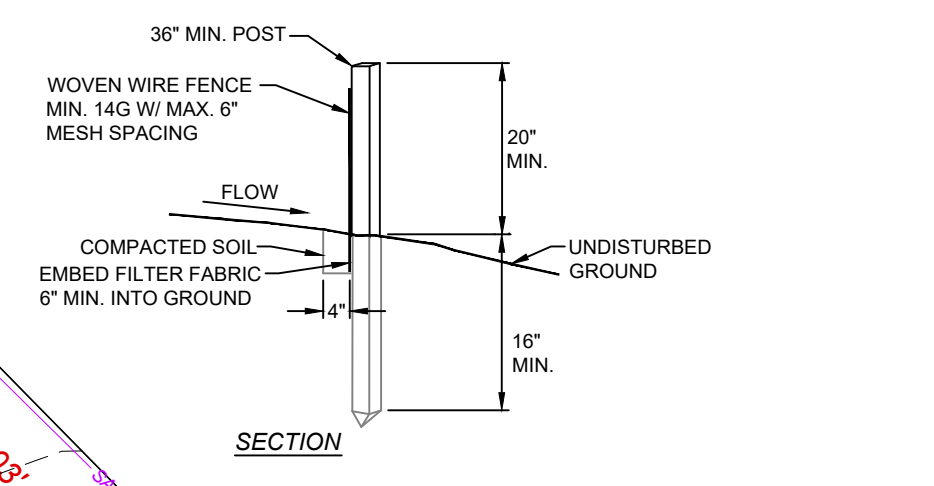 36" MIN. POST
WOVEN WIRE FENCE
MIN. 14G W/ MAX. 6"
MESH SPACING
20"
MIN.
FLOW
COMPACTED SOIL
EMBED FILTER FABRIC
6" MIN. INTO GROUND
UNDISTURBED
GROUND
4"
16"
MIN.
SECTION